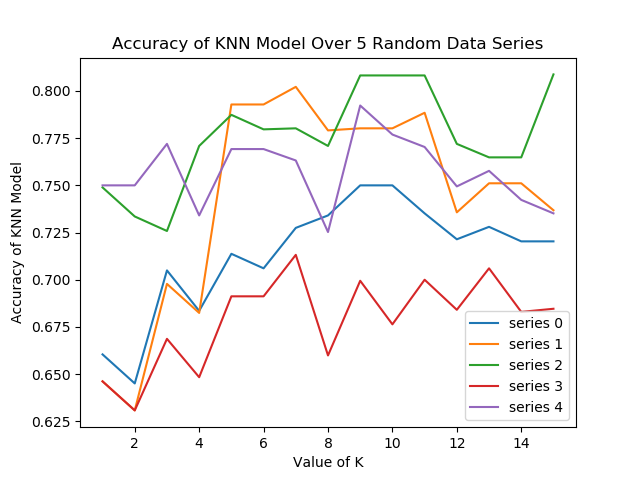 Accuracy of KNN Model Over 5 Random Data Series
0.800
0.775
0.750
0.725
0.700
0.675
0.650
0.625
Accuracy of KNN Model
series 0
series 1
series 2
series 3
series 4
2 4 6 8 10 12 14
Value of K